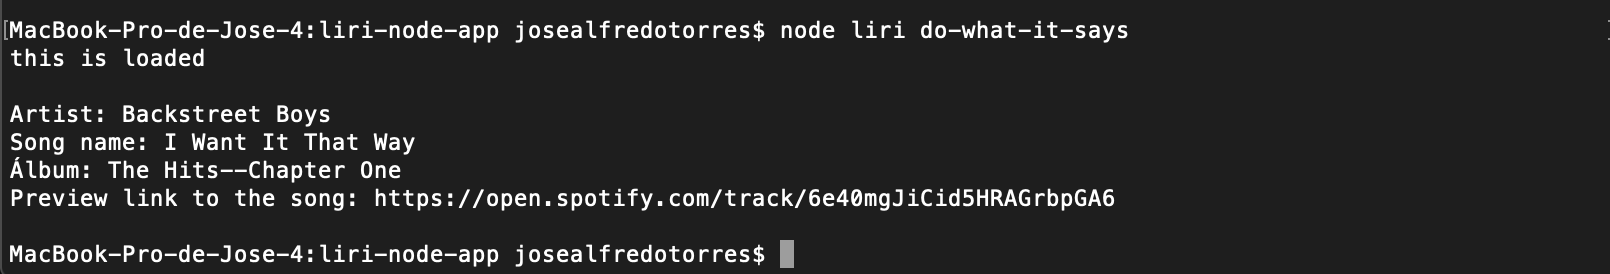 [MacBook-Pro-de-Jose-4:liri-node-app josealfredotorres$ node liri do-what-it-says
this is loaded
Artist: Backstreet Boys
Song name: I Want It That Way
Álbum: The Hits--Chapter One
Preview link to the song: https://open.spotify.com/track/6e40mgJiCid5HRAGrbpGA6
MacBook-Pro-de-Jose-4:liri-node-app josealfredotorres$